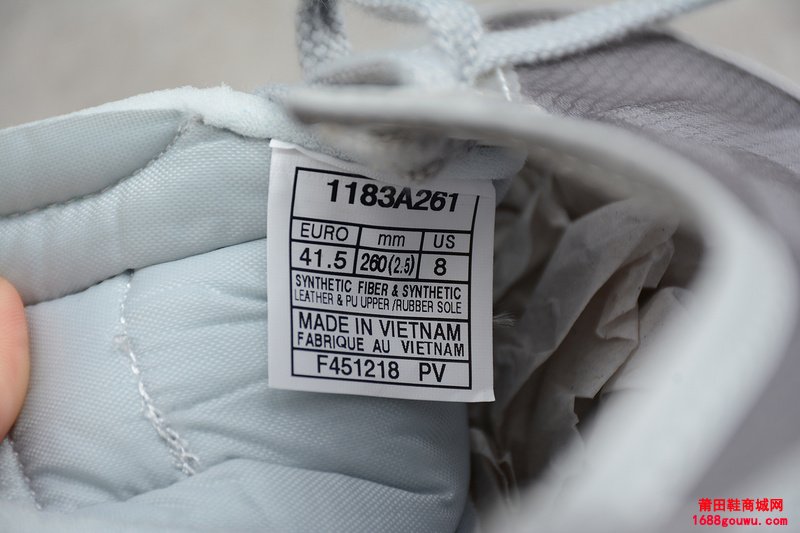 1183A261
EURO mm US
41.5 260(2.5) 8
SYNTHETIC FIBER & SYNTHETIC
LEATHER & PU UPPER/RUBBER SOLE
MADE IN VIETNAM
FABRIQUE AU VIETNAM
F451218 PV
莆田鞋商城网
1688gouwu.com